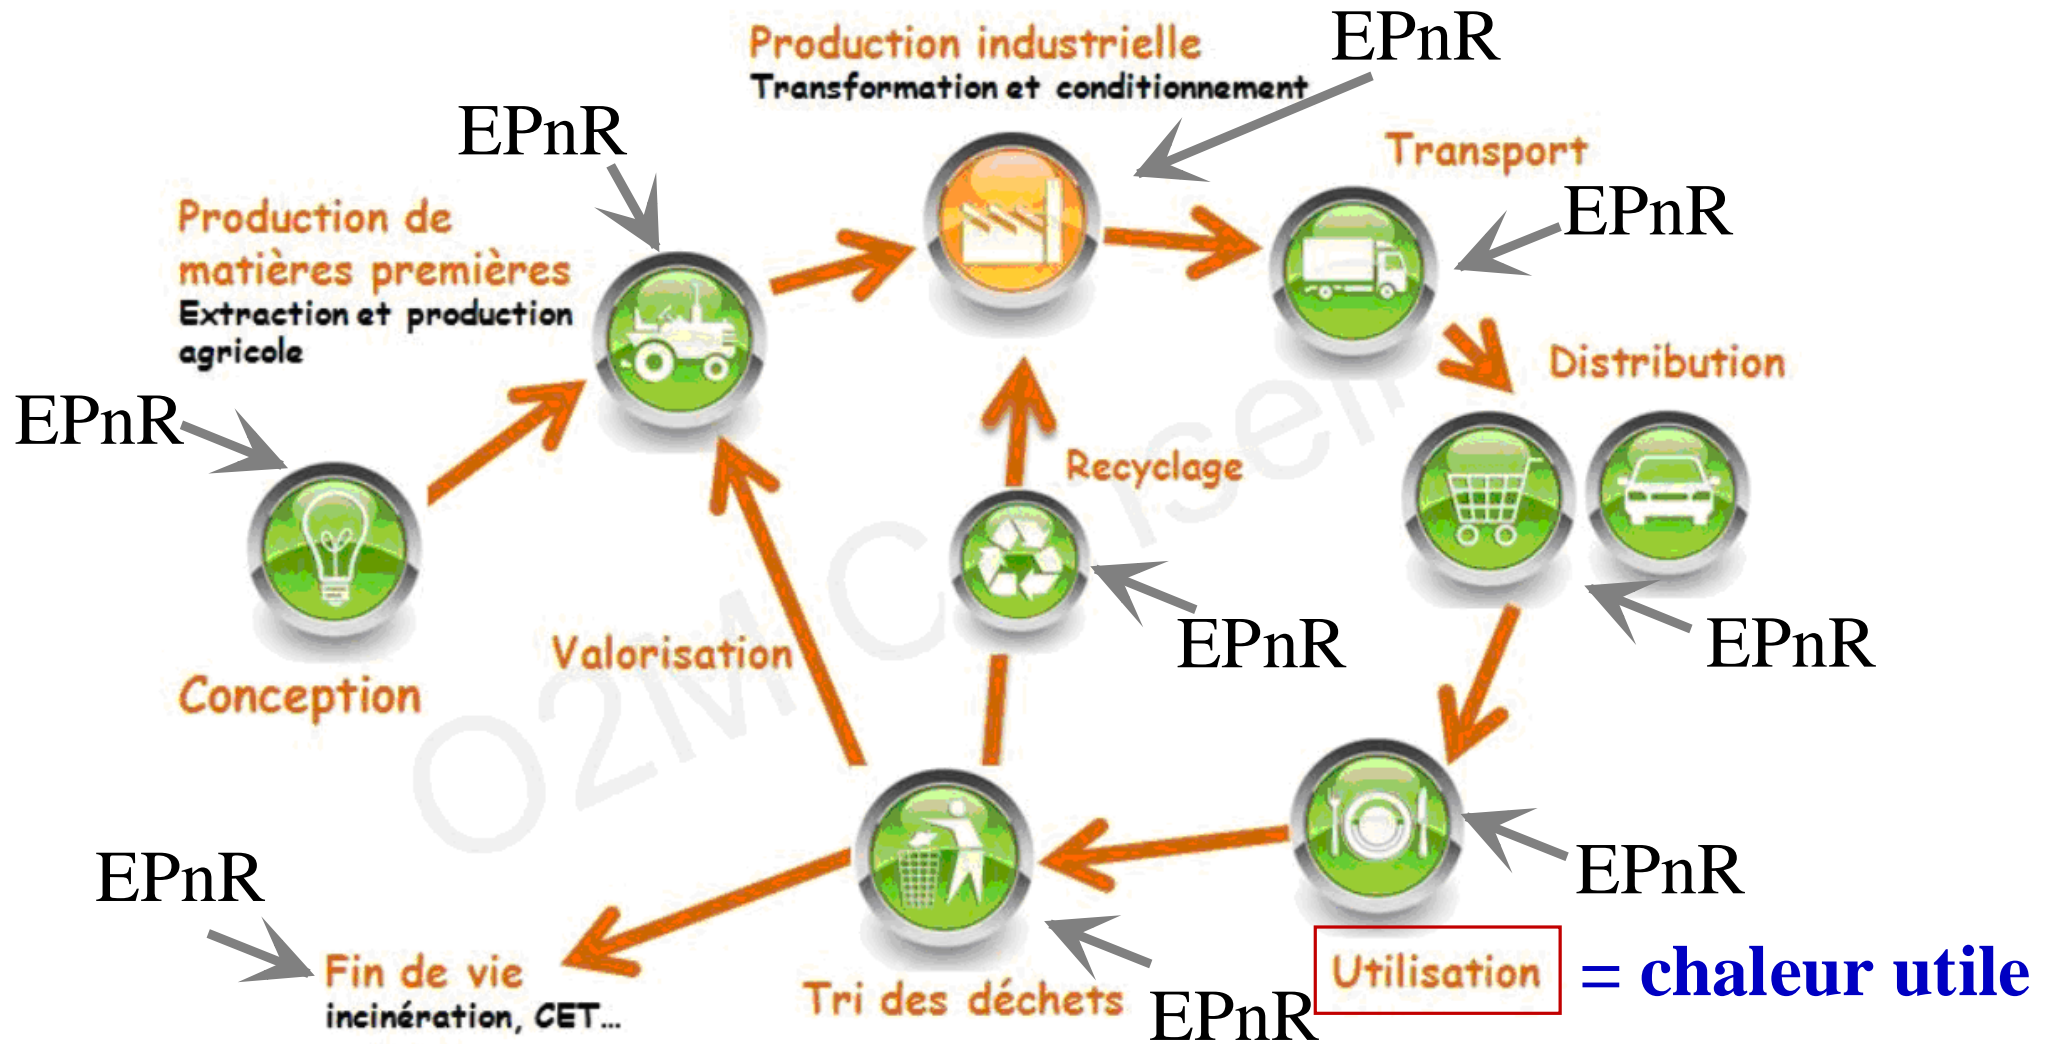 Production industrielle
Transformation et conditionnement
EPnR
EPnR
Transport
EPnR
Production de
matières premières
Extraction et production
agricole
Distribution
EPnR
Recyclage
EPnR
EPnR
Valorisation
Conception
O2M Conseil
EPnR
EPnR
Fin de vie
incinération, CET...
Tri des déchets
EPnR
Utilisation
= chaleur utile